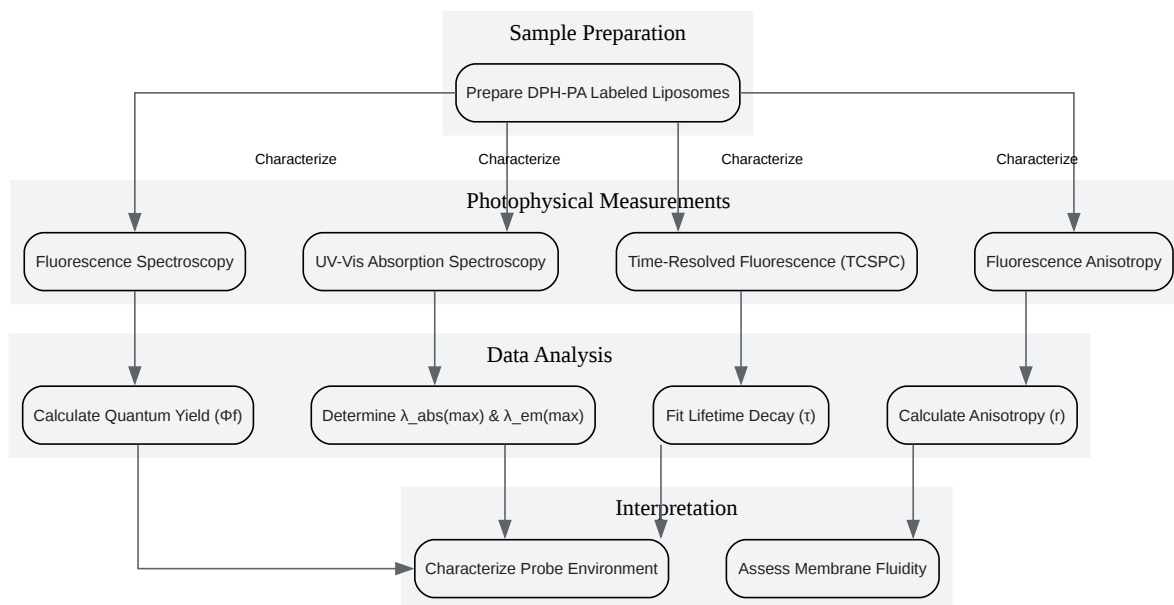 Sample Preparation
Prepare DPH-PA Labeled Liposomes
Characterize
Characterize
Characterize
Characterize
Photophysical Measurements
Fluorescence Spectroscopy
UV-Vis Absorption Spectroscopy
Time-Resolved Fluorescence (TCSPC)
Fluorescence Anisotropy
Data Analysis
Calculate Quantum Yield (Φf)
Determine λ_abs(max) & λ_em(max)
Fit Lifetime Decay (τ)
Calculate Anisotropy (r)
Interpretation
Characterize Probe Environment
Assess Membrane Fluidity